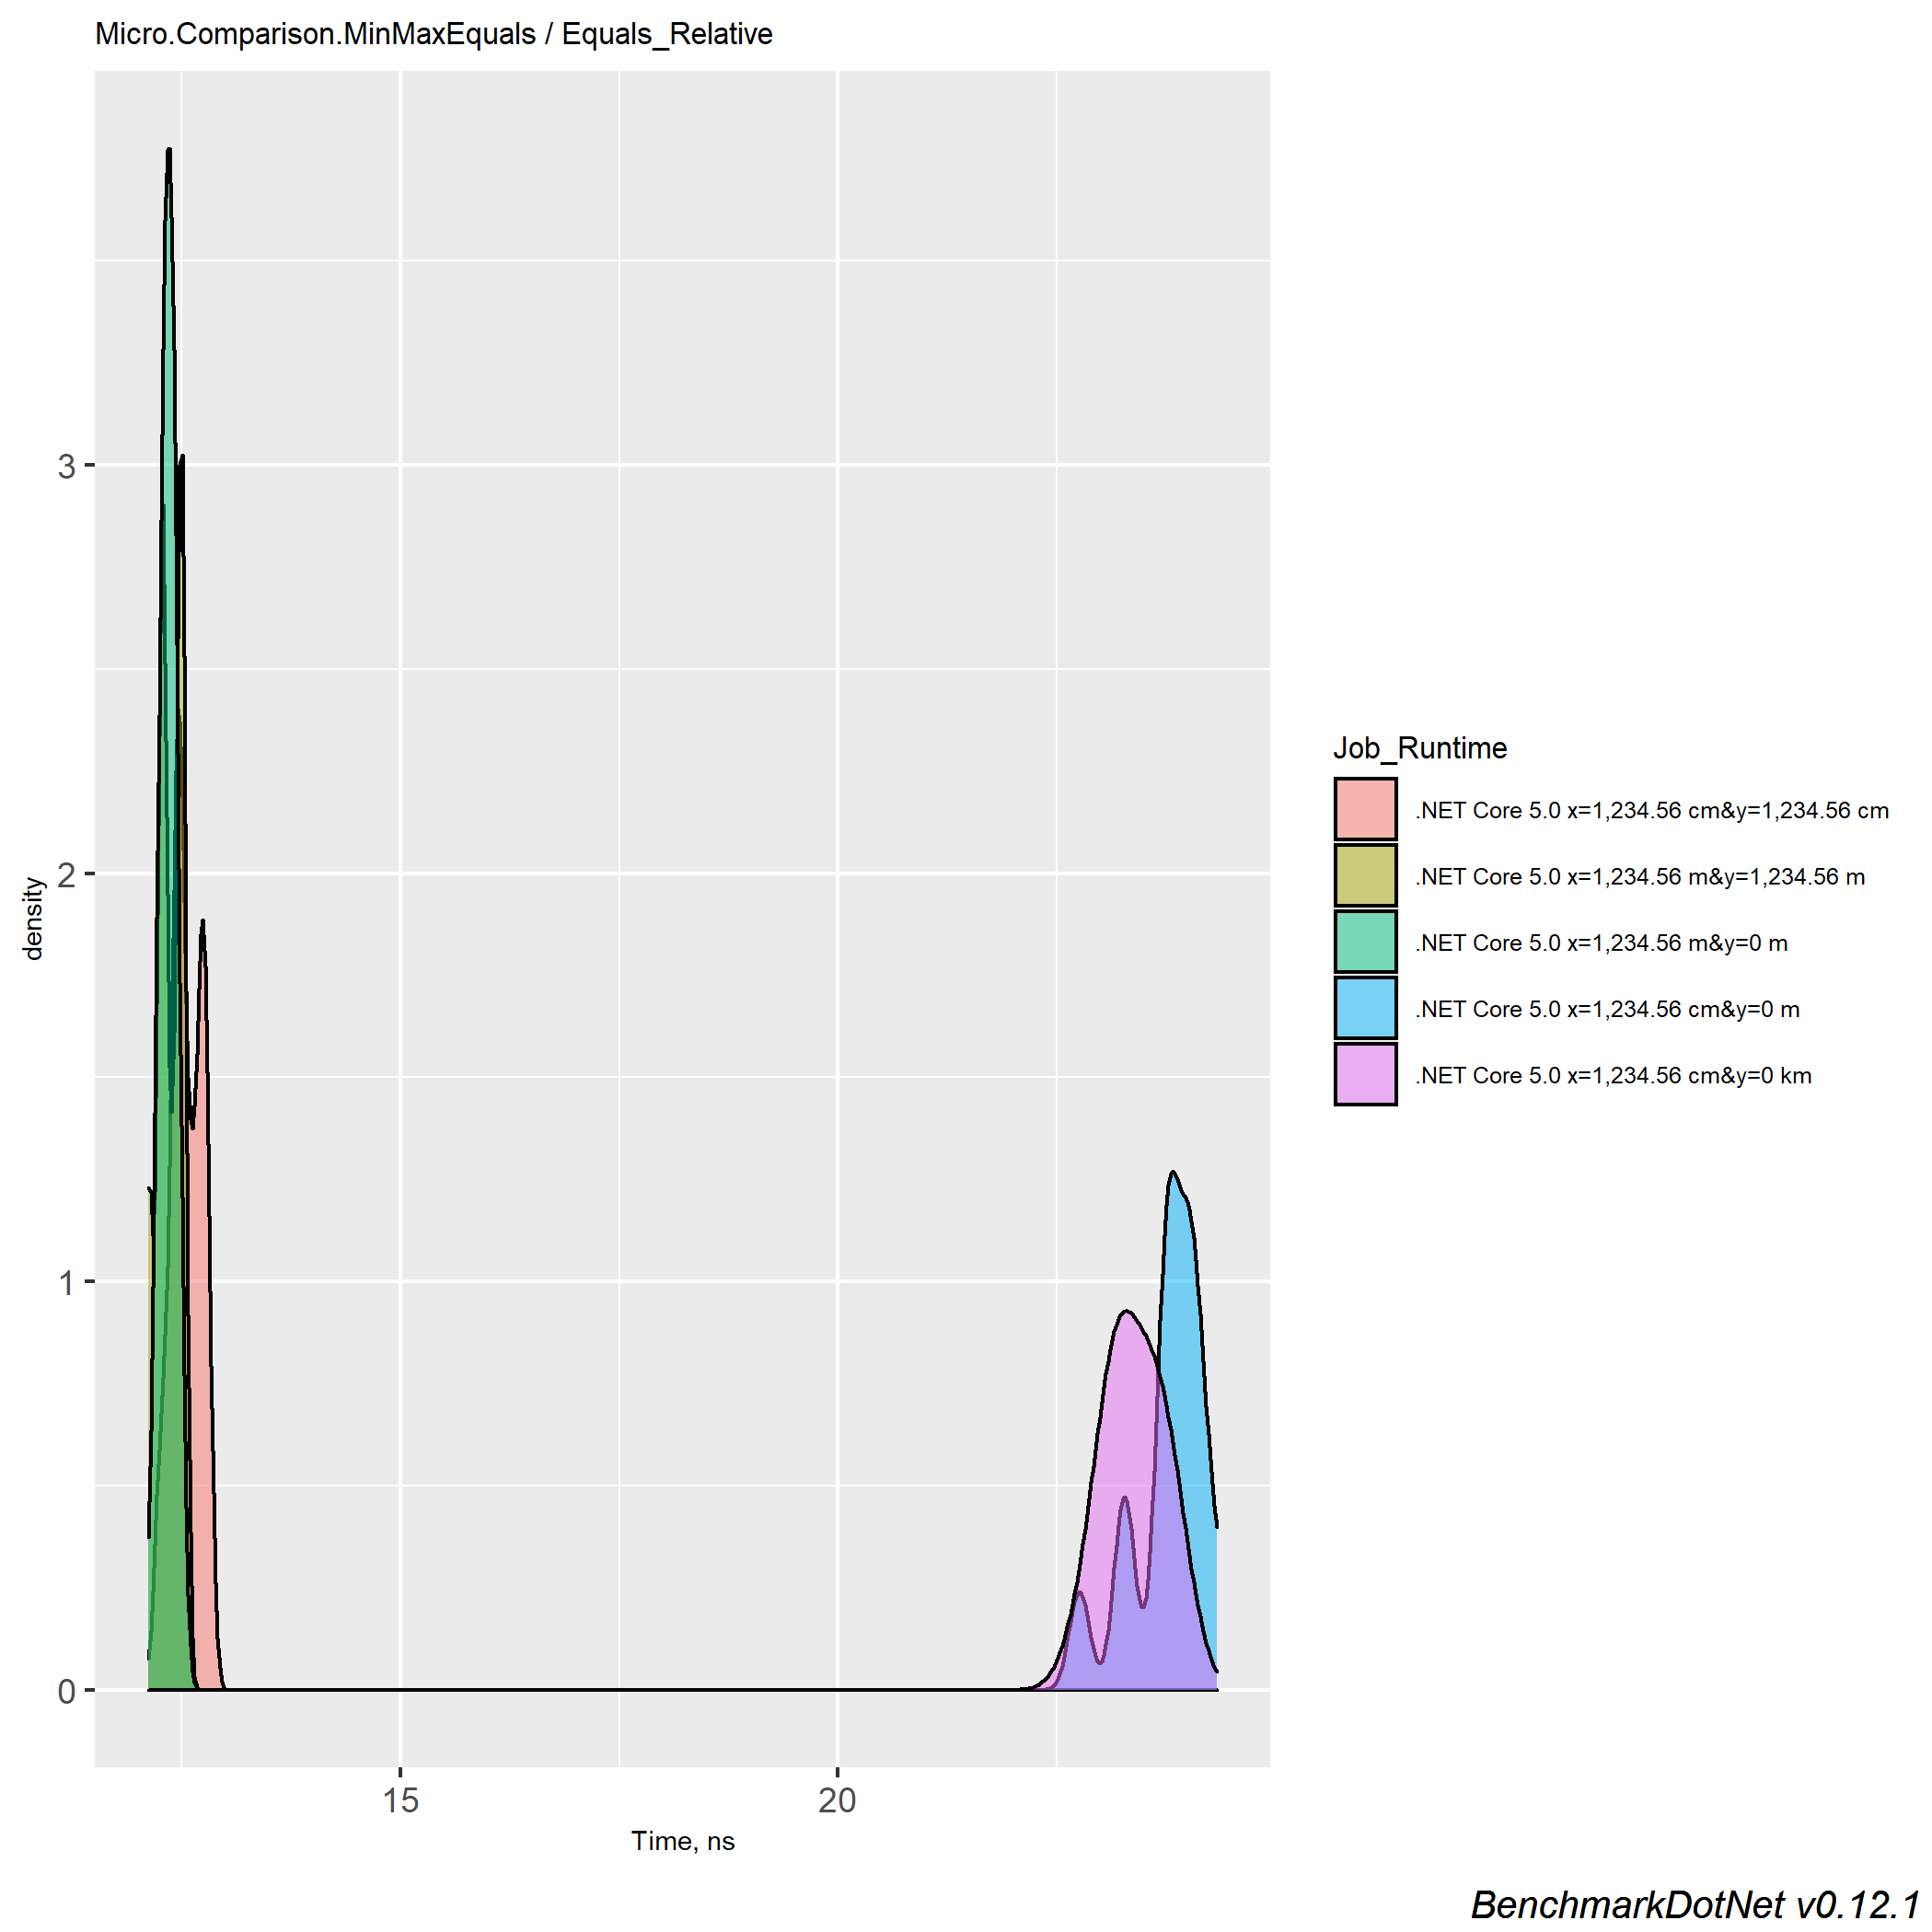 Micro.Comparison.MinMaxEquals / Equals_Relative
3
2
1
0
density
15
20
Time, ns
Job_Runtime
.NET Core 5.0 x=1,234.56 cm&y=1,234.56 cm
.NET Core 5.0 x=1,234.56 m&y=1,234.56 m
.NET Core 5.0 x=1,234.56 m&y=0 m
.NET Core 5.0 x=1,234.56 cm&y=0 m
.NET Core 5.0 x=1,234.56 cm&y=0 km
BenchmarkDotNet v0.12.1